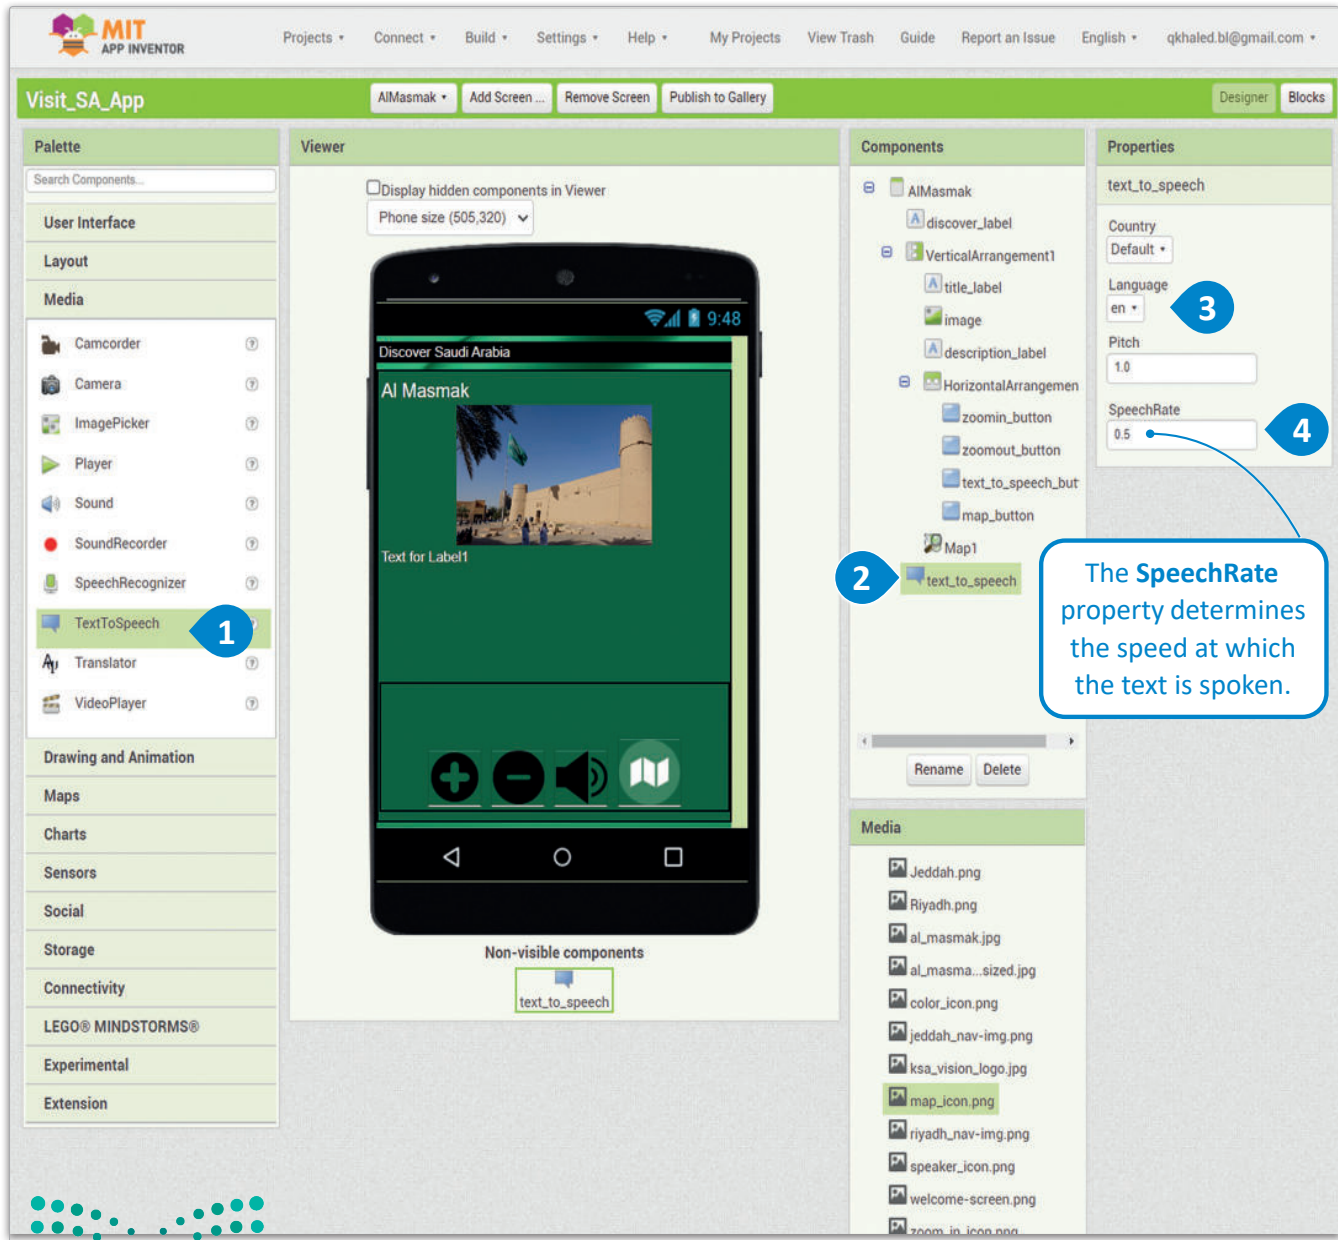 MIT
APP INVENTOR
Projects
Connect
Build
Settings
Help
My Projects
View Trash
Guide
Report an Issue
English
qkhaled.bl@gmail.com
Visit_SA_App
AlMasmak
Add Screen ...
Remove Screen
Publish to Gallery
Designer
Blocks
Palette
Search Components...
User Interface
Layout
Media
Camcorder
Camera
ImagePicker
Player
Sound
SoundRecorder
SpeechRecognizer
TextToSpeech
1
Translator
VideoPlayer
Drawing and Animation
Maps
Charts
Sensors
Social
Storage
Connectivity
LEGO® MINDSTORMS®
Experimental
Extension
Viewer
Display hidden components in Viewer
Phone size (505,320)
9:48
Discover Saudi Arabia
Al Masmak
Text for Label1
Non-visible components
text_to_speech
Components
AlMasmak
discover_label
VerticalArrangement1
title_label
image
description_label
HorizontalArrangemen
zoomin_button
zoomout_button
text_to_speech_but
map_button
Map1
2
text_to_speech
Rename
Delete
Media
Jeddah.png
Riyadh.png
al_masmak.jpg
al_masma...sized.jpg
color_icon.png
jeddah_nav-img.png
ksa_vision_logo.jpg
map_icon.png
riyadh_nav-img.png
speaker_icon.png
welcome-screen.png
zoom_in_icon.png
Properties
text_to_speech
Country
Default
Language
en
3
Pitch
1.0
SpeechRate
0.5
4
The SpeechRate
property determines
the speed at which
the text is spoken.